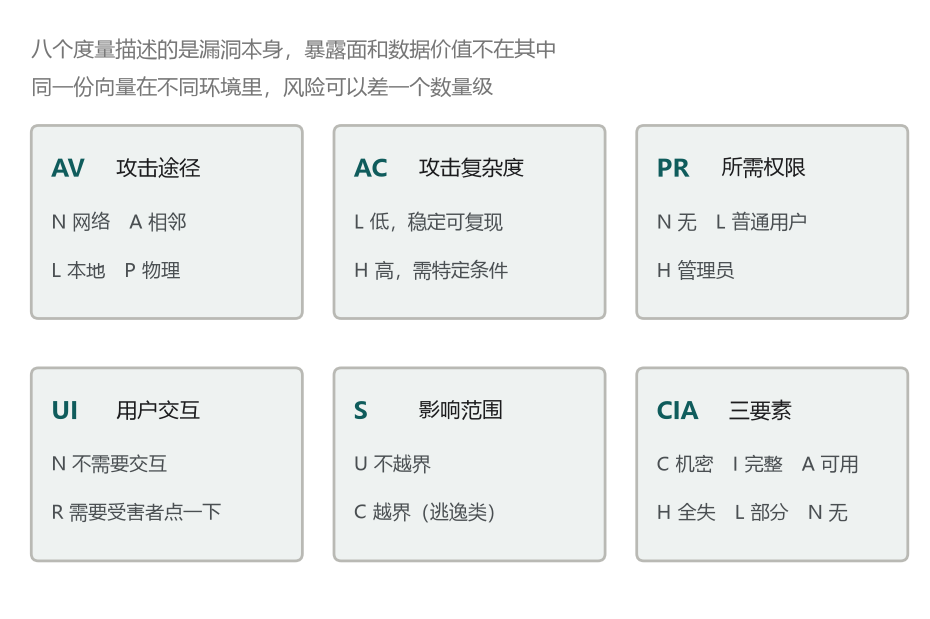 八个度量描述的是漏洞本身，暴露面和数据价值不在其中
同一份向量在不同环境里，风险可以差一个数量级
AV 攻击途径
N 网络 A 相邻
L 本地 P 物理
AC 攻击复杂度
L 低，稳定可复现
H 高，需特定条件
PR 所需权限
N 无 L 普通用户
H 管理员
UI 用户交互
N 不需要交互
R 需要受害者点一下
S 影响范围
U 不越界
C 越界（逃逸类）
CIA 三要素
C 机密 I 完整 A 可用
H 全失 L 部分 N 无